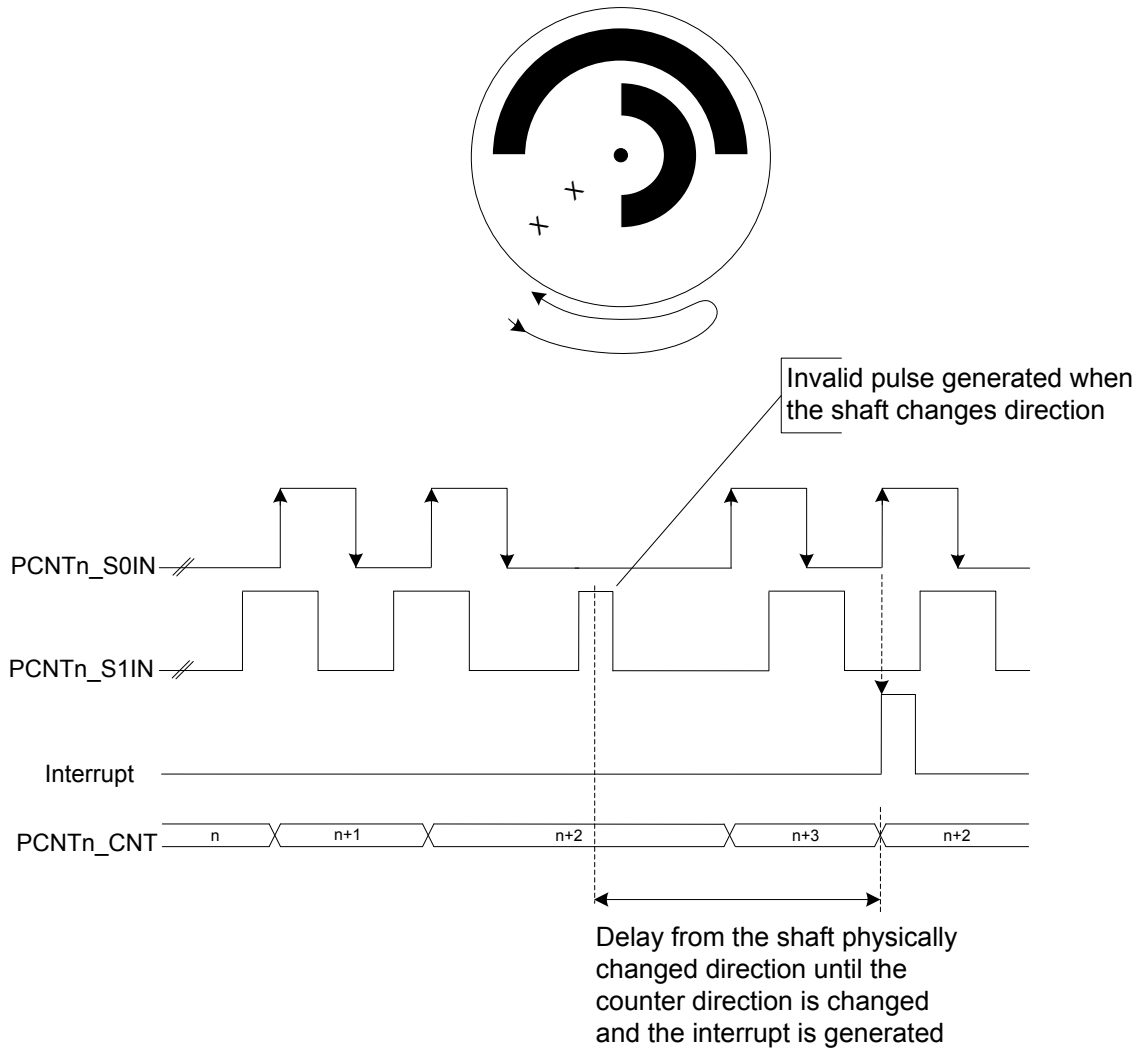 X
X
Invalid pulse generated when
the shaft changes direction
PCNTn_S0IN
PCNTn_S1IN
Interrupt
PCNTn_CNT
n
n+1
n+2
n+3
n+2
Delay from the shaft physically
changed direction until the
counter direction is changed
and the interrupt is generated